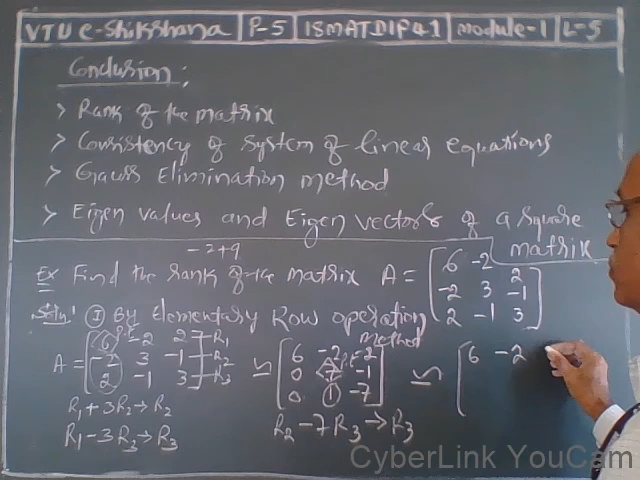 VTU e-Shikshana | P-5 | 18MATDIP41 | Module-1 | L-5
Conclusion:
> Rank of the matrix
> Consistency of system of linear equations
> Gauss Elimination method
> Eigen values and Eigen vectors of a square matrix
-2+9
Ex Find the rank of the matrix A = [ 6 -2 2
-2 3 -1
2 -1 3 ]
Soln: (I) By Elementary Row operation method
A = [ 6 -2 2 ] R1 ≃ [ 6 -2 2 ] ≃ [ 6 -2
-2 3 -1 R2 0 7 -1
2 -1 3 R3 0 1 -7
R1 + 3R2 → R2
R1 - 3R3 → R3 R2 - 7R3 → R3
CyberLink YouCam